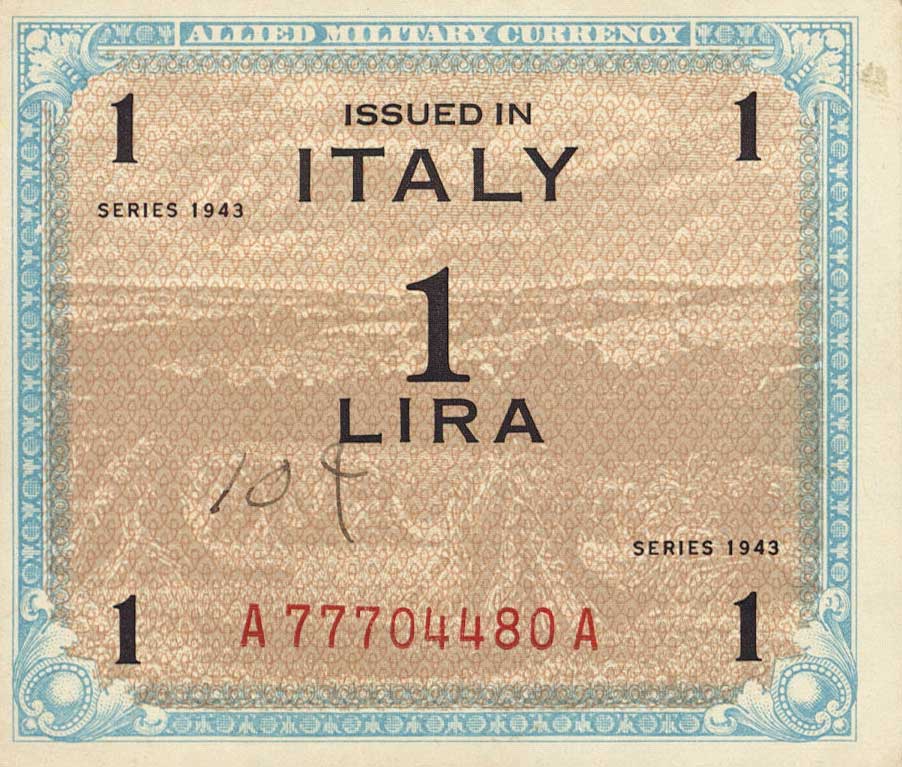 ALLIED MILITARY CURRENCY
1 ISSUED IN 1
ITALY
SERIES 1943
1
LIRA
10¢
SERIES 1943
1 A77704480A 1